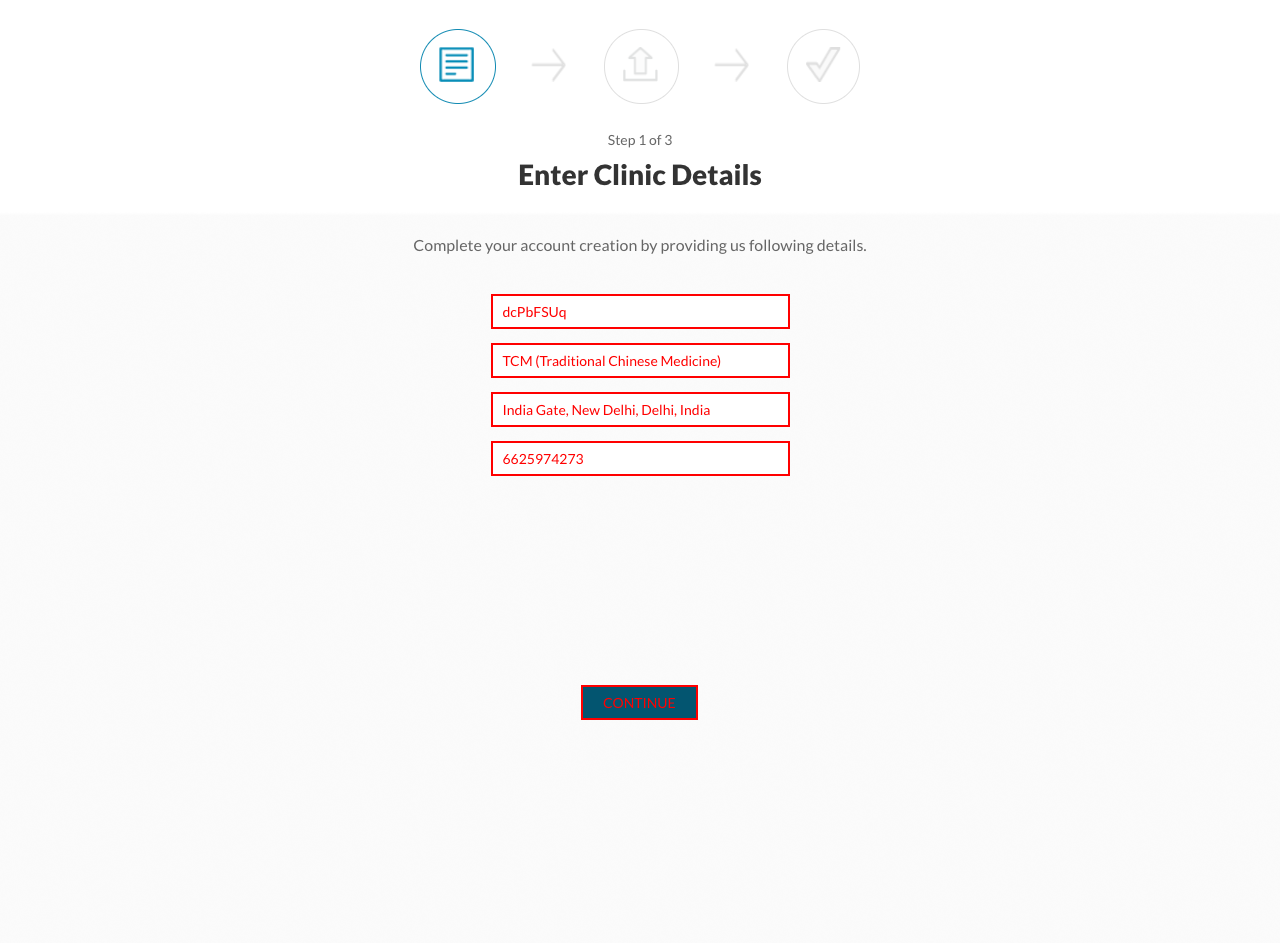 Step 1 of 3
Enter Clinic Details
Complete your account creation by providing us following details.
dcPbFSUq
TCM (Traditional Chinese Medicine)
India Gate, New Delhi, Delhi, India
6625974273
CONTINUE